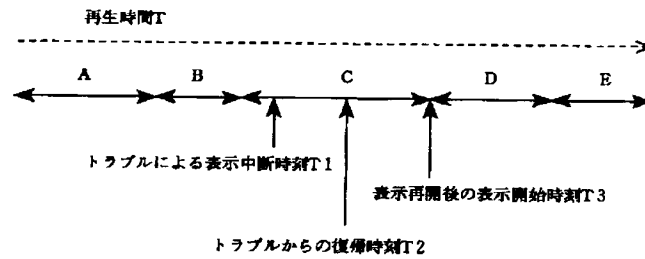 再生時間T
A B C D E
トラブルによる表示中断時刻T1
表示再開後の表示開始時刻T3
トラブルからの復帰時刻T2